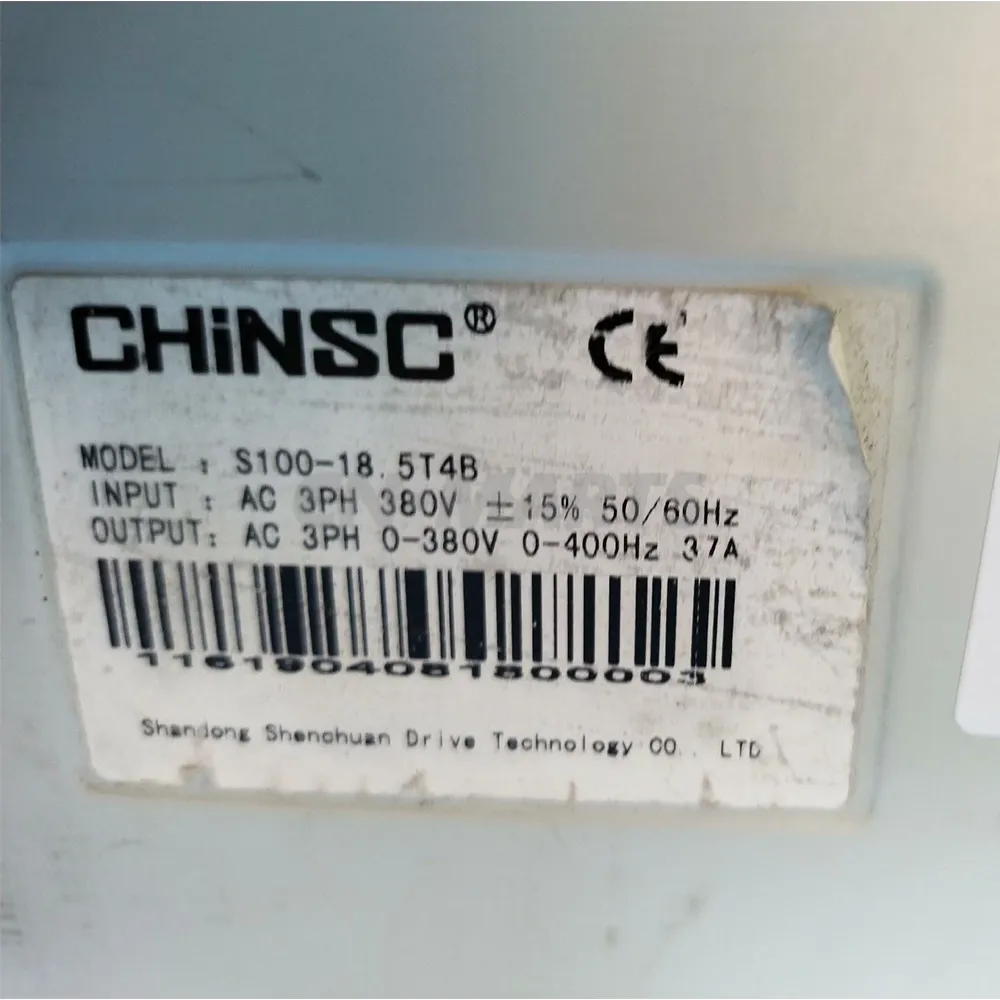 CHiNSC® CE
MODEL : S100-18.5T4B
INPUT : AC 3PH 380V ±15% 50/60Hz
OUTPUT: AC 3PH 0-380V 0-400Hz 37A
1161904081800003
Shandong Shenchuan Drive Technology CO., LTD